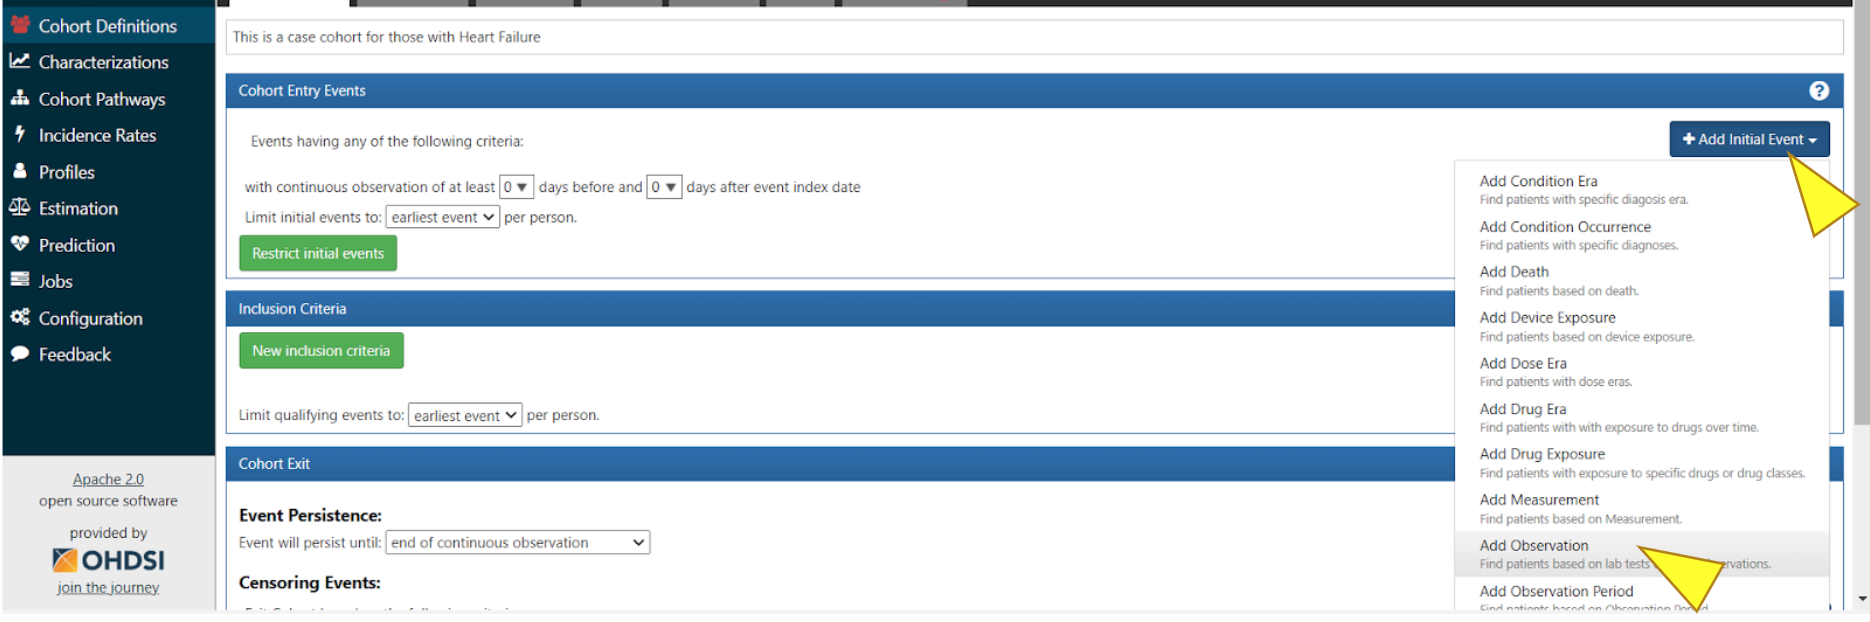 Cohort Definitions
Characterizations
Cohort Pathways
Incidence Rates
Profiles
Estimation
Prediction
Jobs
Configuration
Feedback
Apache 2.0
open source software
provided by
OHDSI
join the journey
This is a case cohort for those with Heart Failure
Cohort Entry Events
?
Events having any of the following criteria:
+ Add Initial Event
with continuous observation of at least 0 days before and 0 days after event index date
Limit initial events to: earliest event per person.
Restrict initial events
Inclusion Criteria
New inclusion criteria
Limit qualifying events to: earliest event per person.
Cohort Exit
Event Persistence:
Event will persist until: end of continuous observation
Censoring Events:
Add Condition Era
Find patients with specific diagosis era.
Add Condition Occurrence
Find patients with specific diagnoses.
Add Death
Find patients based on death.
Add Device Exposure
Find patients based on device exposure.
Add Dose Era
Find patients with dose eras.
Add Drug Era
Find patients with with exposure to drugs over time.
Add Drug Exposure
Find patients with exposure to specific drugs or drug classes.
Add Measurement
Find patients based on Measurement.
Add Observation
Find patients based on lab tests
Add Observation Period
Find patients based on Observation Period